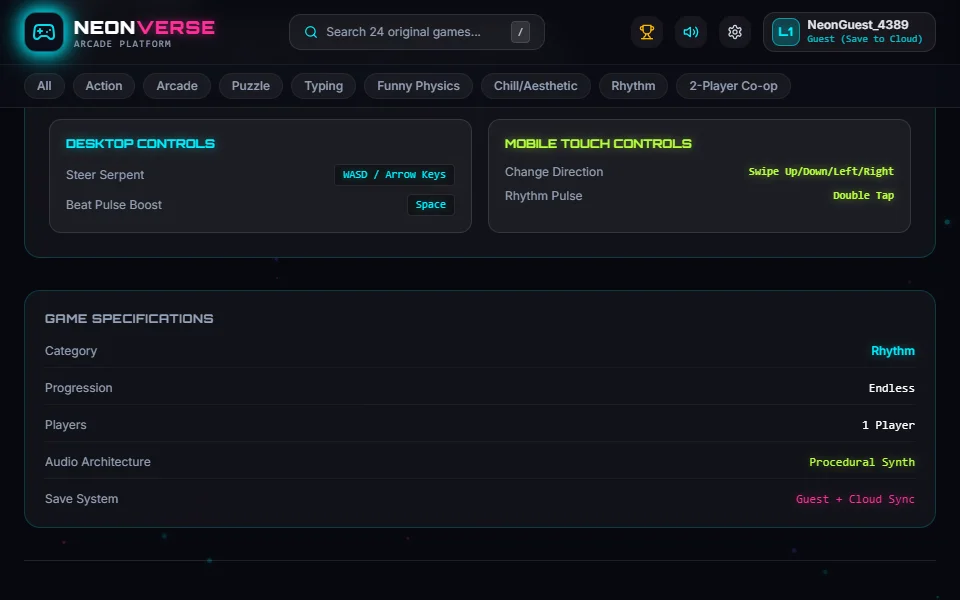 NEONVERSE
ARCADE PLATFORM
Search 24 original games...
/
L1
NeonGuest_4389
Guest (Save to Cloud)
All
Action
Arcade
Puzzle
Typing
Funny Physics
Chill/Aesthetic
Rhythm
2-Player Co-op
DESKTOP CONTROLS
Steer Serpent
WASD / Arrow Keys
Beat Pulse Boost
Space
MOBILE TOUCH CONTROLS
Change Direction
Swipe Up/Down/Left/Right
Rhythm Pulse
Double Tap
GAME SPECIFICATIONS
Category
Rhythm
Progression
Endless
Players
1 Player
Audio Architecture
Procedural Synth
Save System
Guest + Cloud Sync